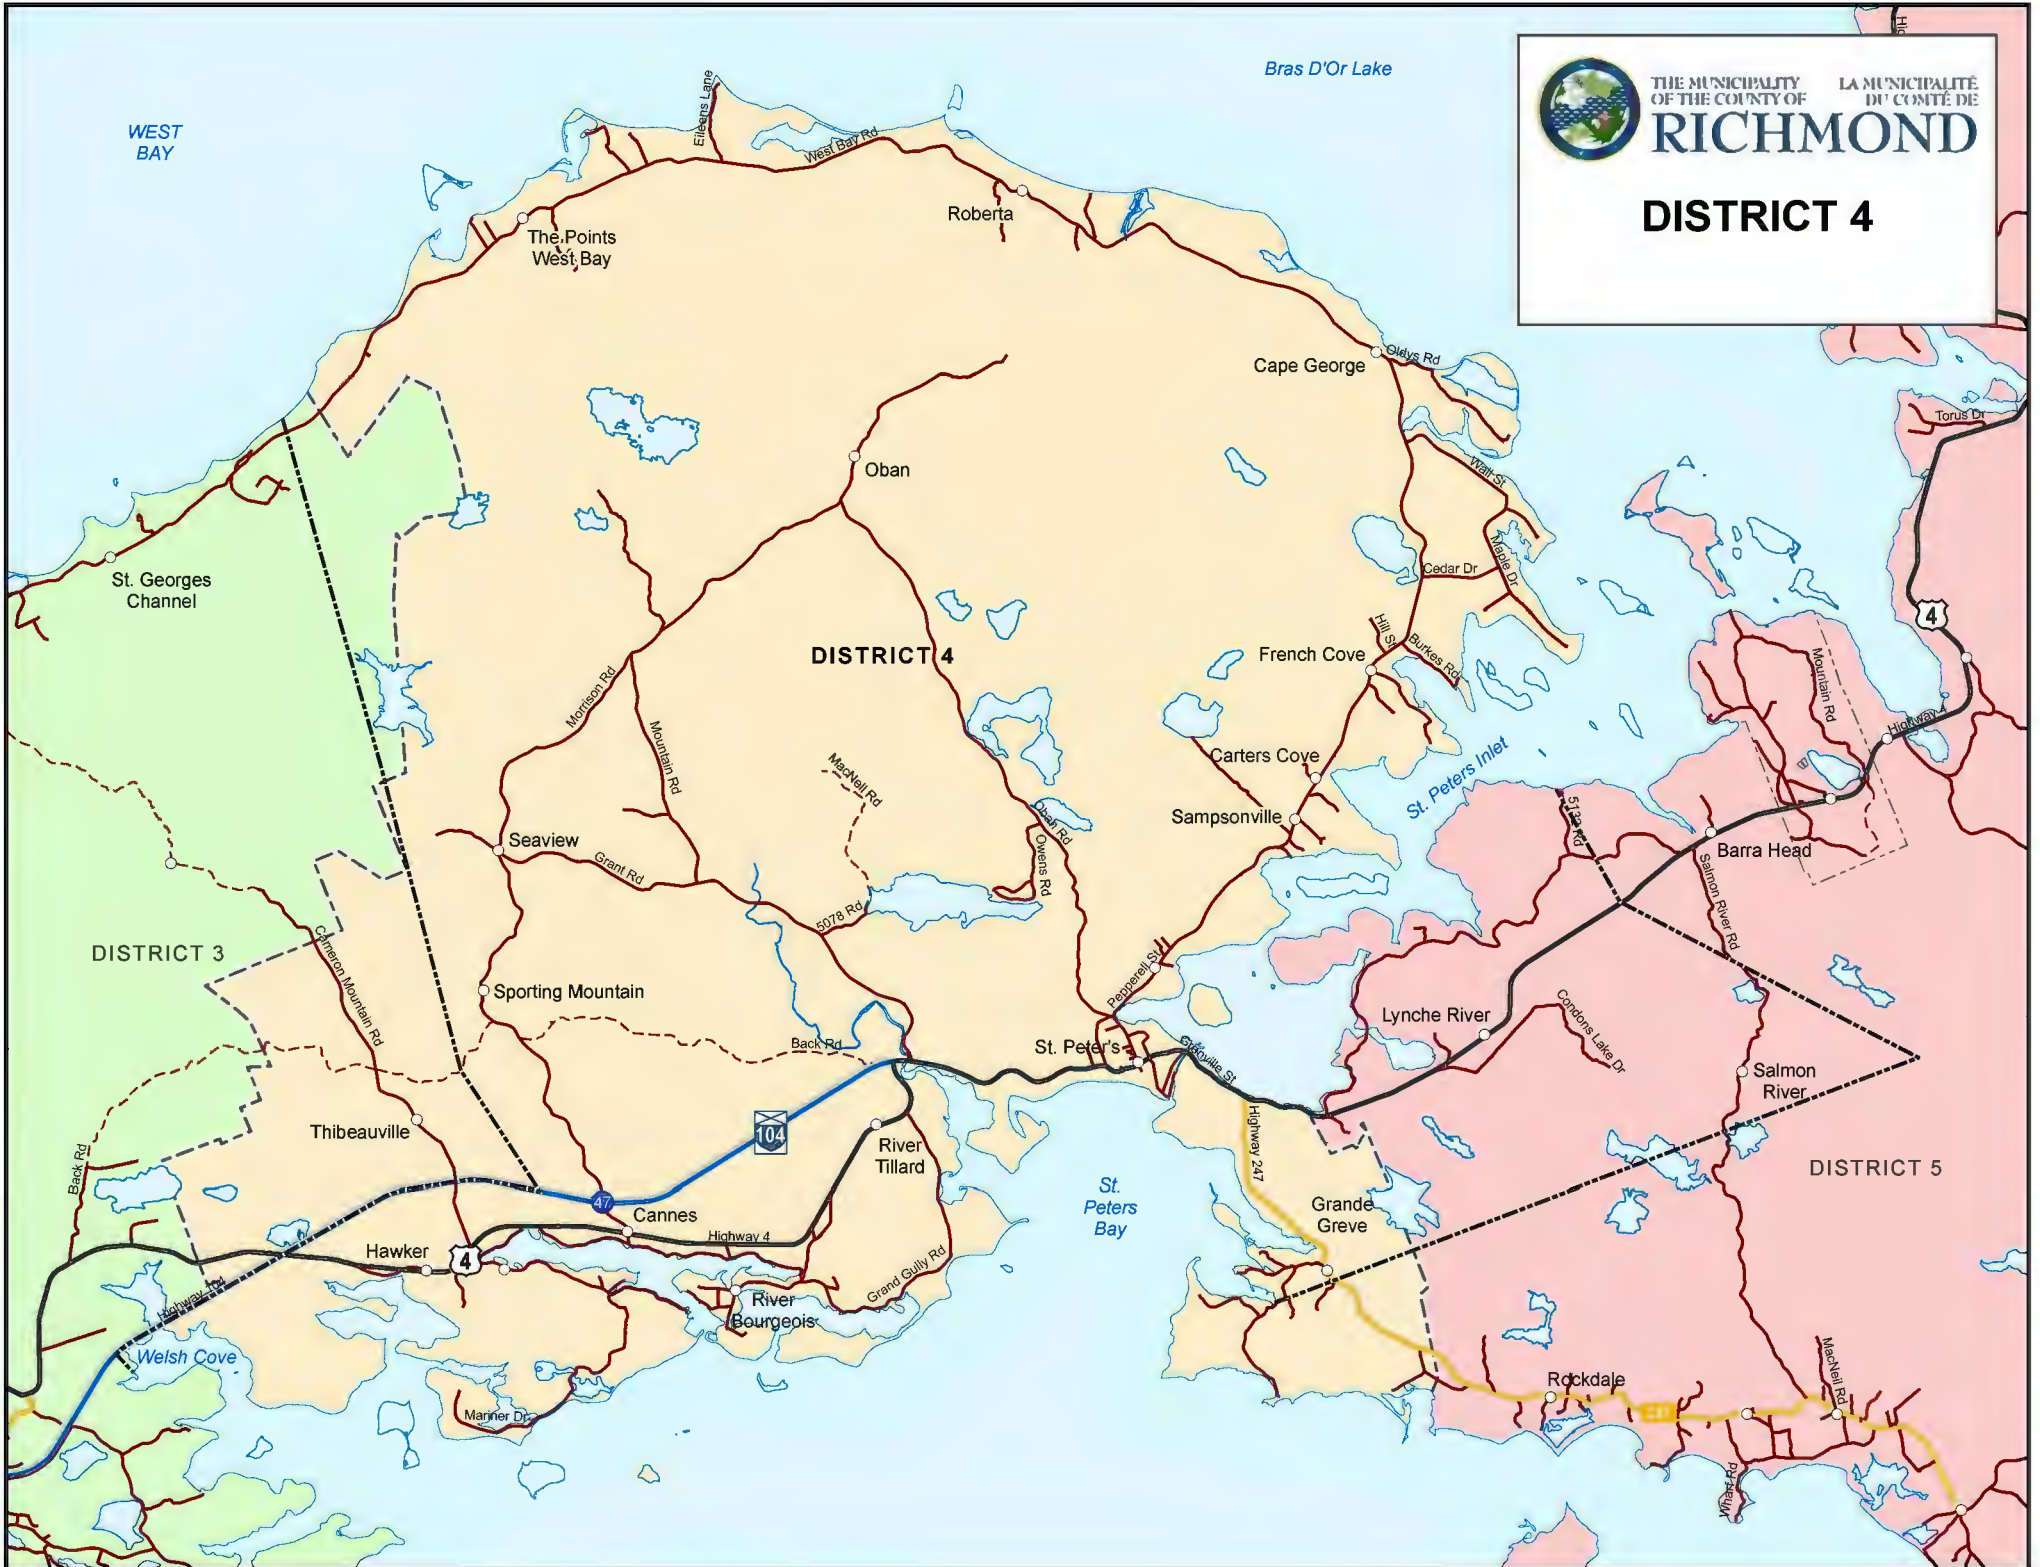 Bras D'Or Lake
WEST
BAY
THE MUNICIPALITY
OF THE COUNTY OF
LA MUNICIPALITÉ
DU COMTÉ DE
RICHMOND
DISTRICT 4
Eileens Lane
West Bay Rd
Roberta
The Points
West Bay
Cape George
Oldys Rd
Torus Dr
Oban
Wall St
St. Georges
Channel
Cedar Dr
Maple Dr
4
Hill St
Burkes Rd
French Cove
DISTRICT 4
Morrison Rd
Mountain Rd
Mountain Rd
Highway 4
Carters Cove
St. Peters Inlet
MacNeil Rd
Sampsonville
5132 Rd
Oban Rd
Owens Rd
Seaview
Grant Rd
Barra Head
Salmon River Rd
5078 Rd
DISTRICT 3
Cameron Mountain Rd
Sporting Mountain
Pepperell St
Lynche River
Condons Lake Dr
Back Rd
St. Peter's
Grenville St
Salmon
River
Thibeauville
104
River
Tillard
Highway 247
Back Rd
DISTRICT 5
St.
Peters
Bay
47
Cannes
Grande
Greve
Highway 4
Hawker
4
Grand Gully Rd
Highway 104
River
Bourgeois
Welsh Cove
Mariner Dr
Rockdale
MacNeil Rd
Wharf Rd